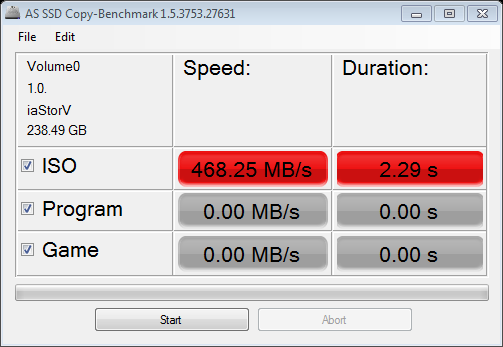 AS SSD Copy-Benchmark 1.5.3753.27631
File Edit
Volume0
1.0.
iaStorV
238.49 GB
Speed: Duration:
ISO 468.25 MB/s 2.29 s
Program 0.00 MB/s 0.00 s
Game 0.00 MB/s 0.00 s
Start Abort